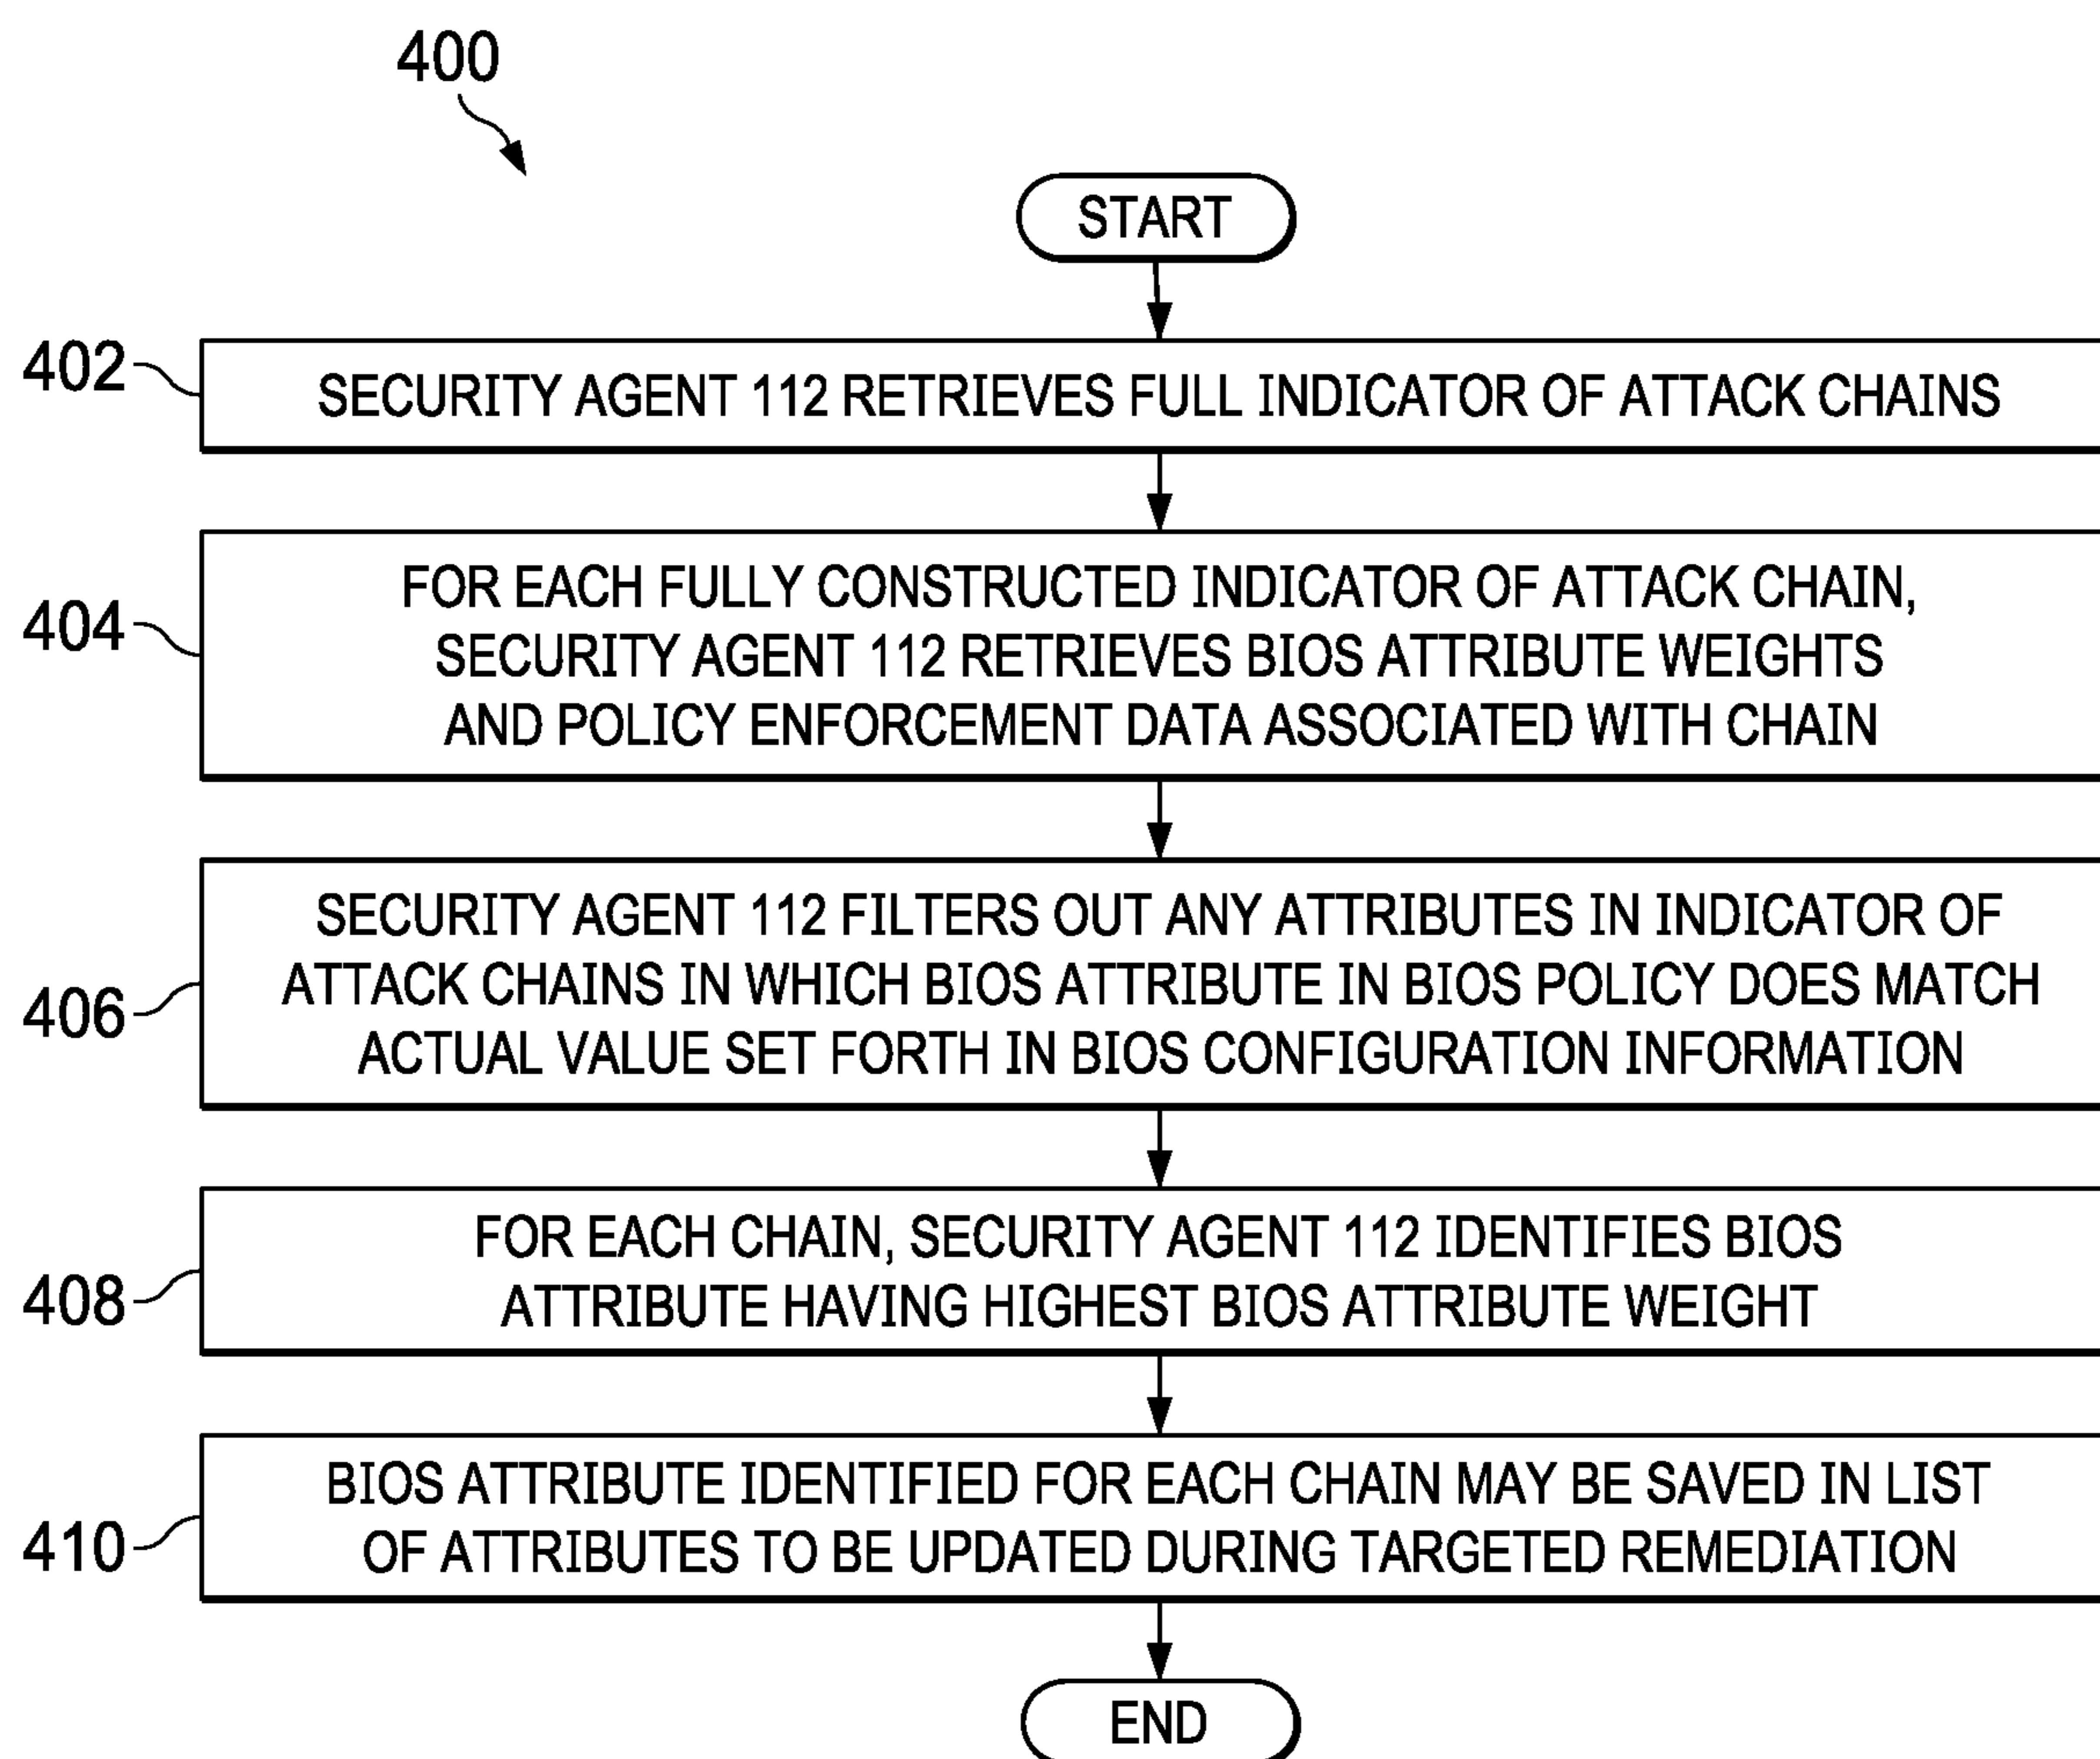 400
START
402
SECURITY AGENT 112 RETRIEVES FULL INDICATOR OF ATTACK CHAINS
404
FOR EACH FULLY CONSTRUCTED INDICATOR OF ATTACK CHAIN,
SECURITY AGENT 112 RETRIEVES BIOS ATTRIBUTE WEIGHTS
AND POLICY ENFORCEMENT DATA ASSOCIATED WITH CHAIN
406
SECURITY AGENT 112 FILTERS OUT ANY ATTRIBUTES IN INDICATOR OF
ATTACK CHAINS IN WHICH BIOS ATTRIBUTE IN BIOS POLICY DOES MATCH
ACTUAL VALUE SET FORTH IN BIOS CONFIGURATION INFORMATION
408
FOR EACH CHAIN, SECURITY AGENT 112 IDENTIFIES BIOS
ATTRIBUTE HAVING HIGHEST BIOS ATTRIBUTE WEIGHT
410
BIOS ATTRIBUTE IDENTIFIED FOR EACH CHAIN MAY BE SAVED IN LIST
OF ATTRIBUTES TO BE UPDATED DURING TARGETED REMEDIATION
END